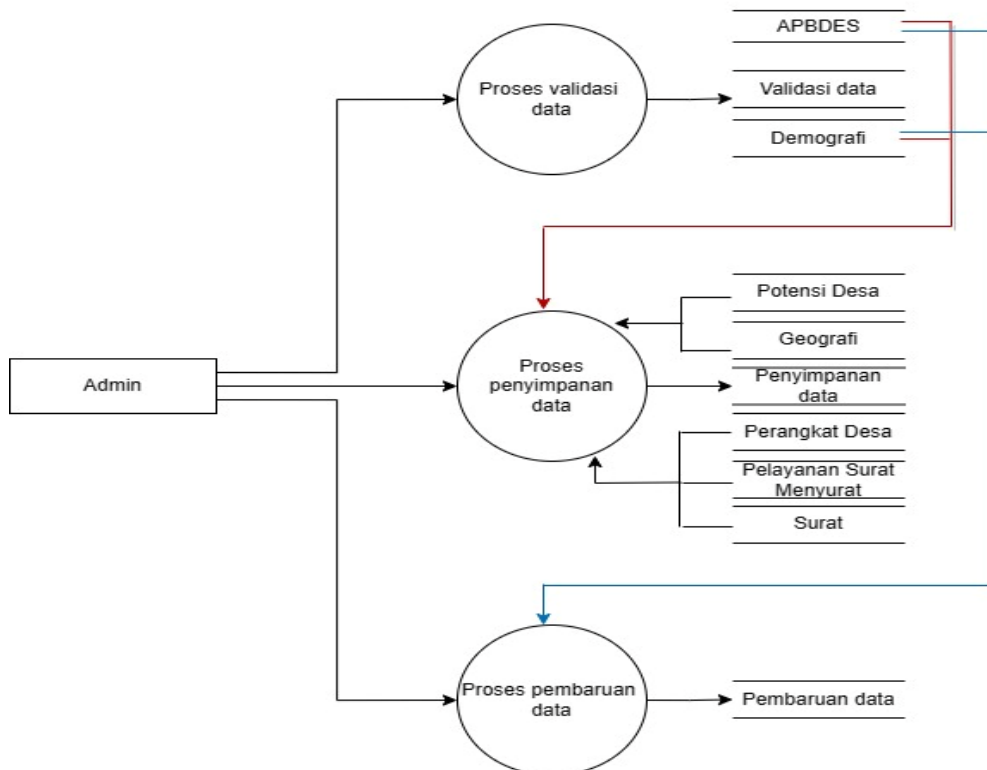 APBDES
Proses validasi
data
Validasi data
Demografi
Potensi Desa
Geografi
Admin
Proses
penyimpanan
data
Penyimpanan
data
Perangkat Desa
Pelayanan Surat
Menyurat
Surat
Proses pembaruan
data
Pembaruan data